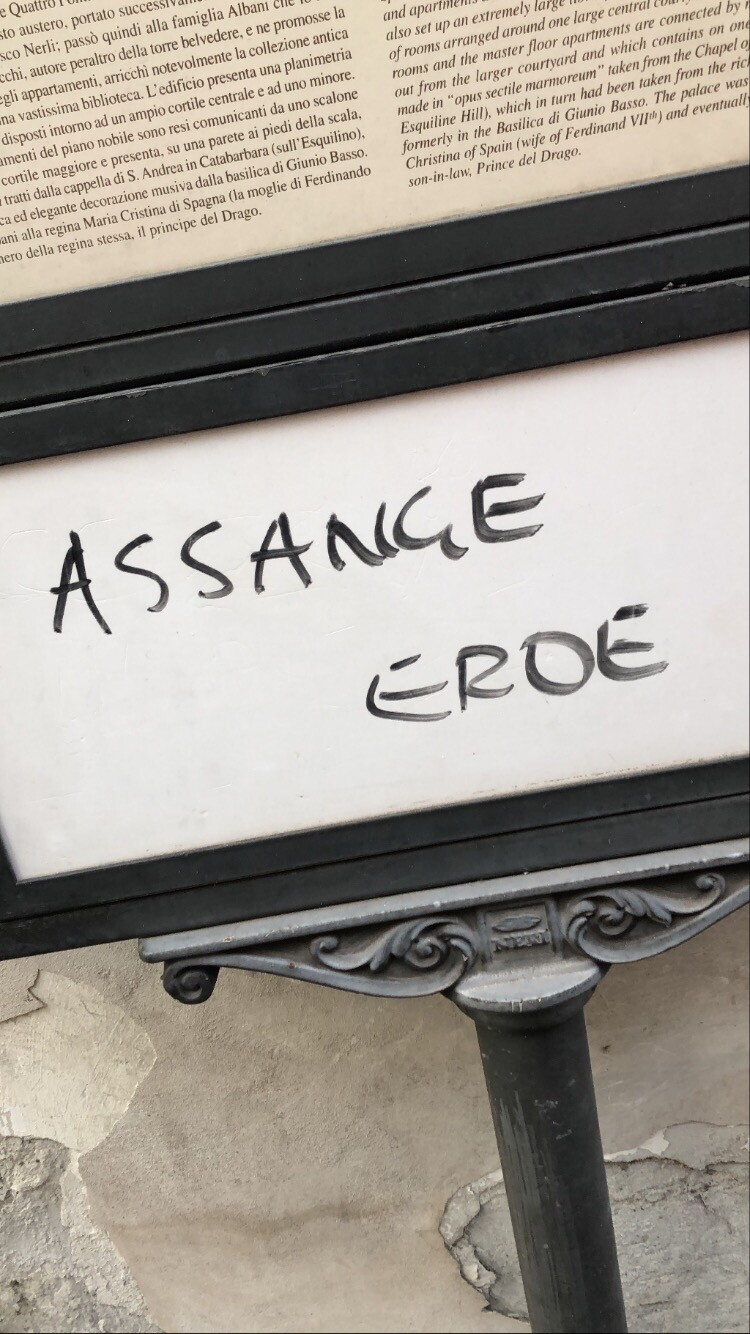 e Quattro
sto austero, portato
sco Nerli; passò quindi alla famiglia Albani che lo
cchi, autore peraltro della torre belvedere, e ne promosse la
egli appartamenti, arricchì notevolmente la collezione antica
na vastissima biblioteca. L'edificio presenta una planimetria
disposti intorno ad un ampio cortile centrale e ad uno minore.
amenti del piano nobile sono resi comunicanti da uno scalone
cortile maggiore e presenta, su una parete ai piedi della scala,
tratti dalla cappella di S. Andrea in Catabarbara (sull'Esquilino),
ca ed elegante decorazione musiva dalla basilica di Giunio Basso.
ani alla regina Maria Cristina di Spagna (la moglie di Ferdinando
nero della regina stessa, il principe del Drago.
and apartments
also set up an extremely large
of rooms arranged around one large central
rooms and the master floor apartments are connected by
out from the larger courtyard and which contains on one
made in "opus sectile marmoreum" taken from the Chapel o
Esquiline Hill), which in turn had been taken from the rich
formerly in the Basilica di Giunio Basso. The palace was
Christina of Spain (wife of Ferdinand VIIth) and eventually
son-in-law, Prince del Drago.
ASSANGE
EROE
NERI